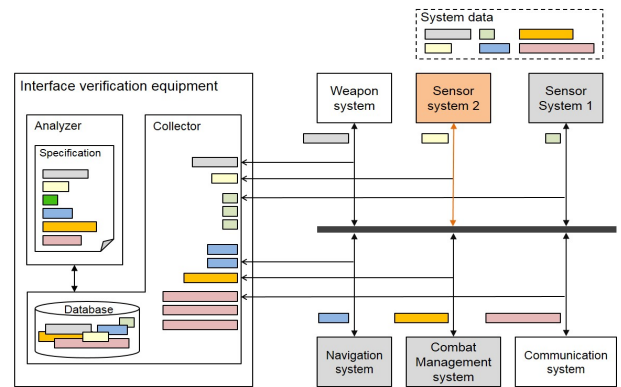 System data
Interface verification equipment
Analyzer
Specification
Collector
Database
Weapon
system
Sensor
system 2
Sensor
System 1
Navigation
system
Combat
Management
system
Communication
system